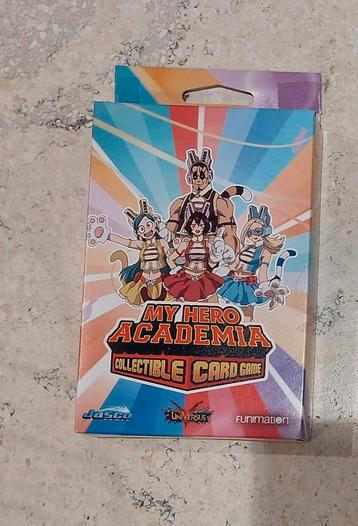 MY HERO
ACADEMIA
COLLECTIBLE CARD GAME
Jasco UniVersus FUNIMATION